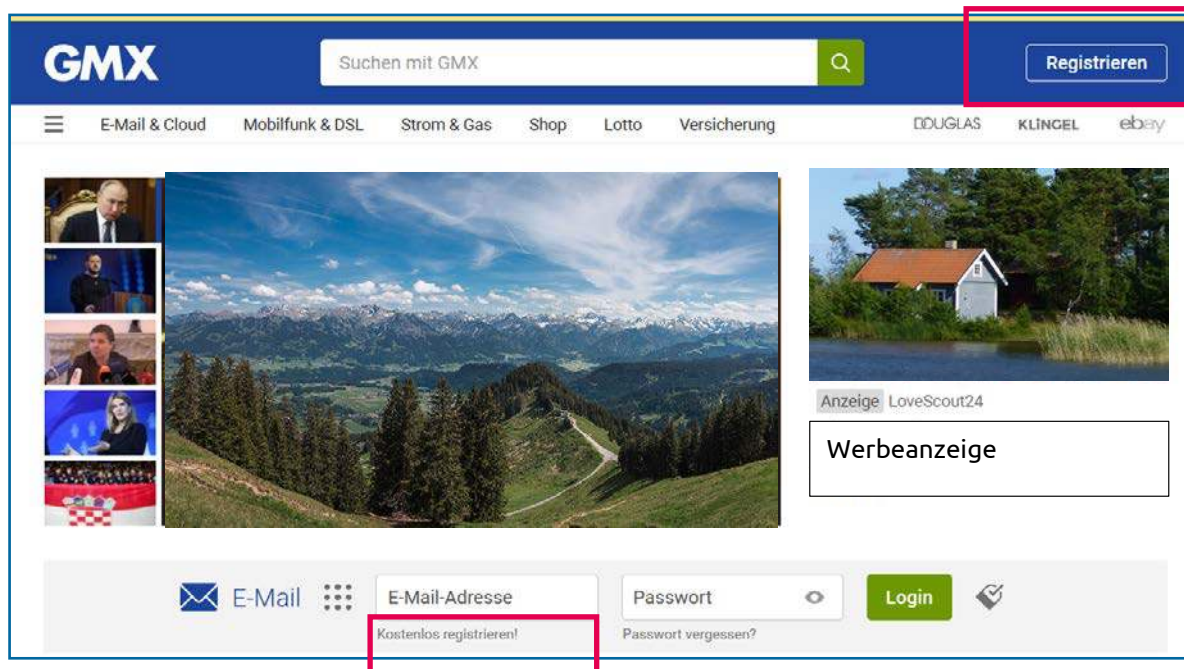 GMX
Suchen mit GMX
Registrieren
E-Mail & Cloud Mobilfunk & DSL Strom & Gas Shop Lotto Versicherung DOUGLAS KLiNGEL ebay
Anzeige LoveScout24
Werbeanzeige
E-Mail E-Mail-Adresse Passwort Login
Kostenlos registrieren! Passwort vergessen?